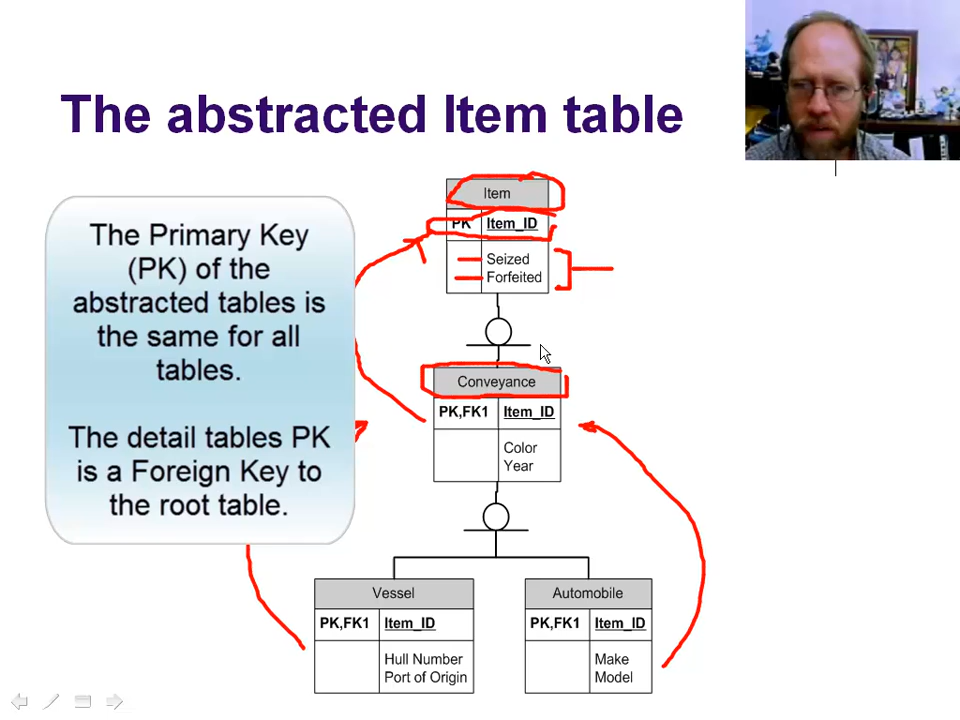 The abstracted Item table
The Primary Key
(PK) of the
abstracted tables is
the same for all
tables.
The detail tables PK
is a Foreign Key to
the root table.
Item
PK Item_ID
Seized
Forfeited
Conveyance
PK,FK1 Item_ID
Color
Year
Vessel
PK,FK1 Item_ID
Hull Number
Port of Origin
Automobile
PK,FK1 Item_ID
Make
Model